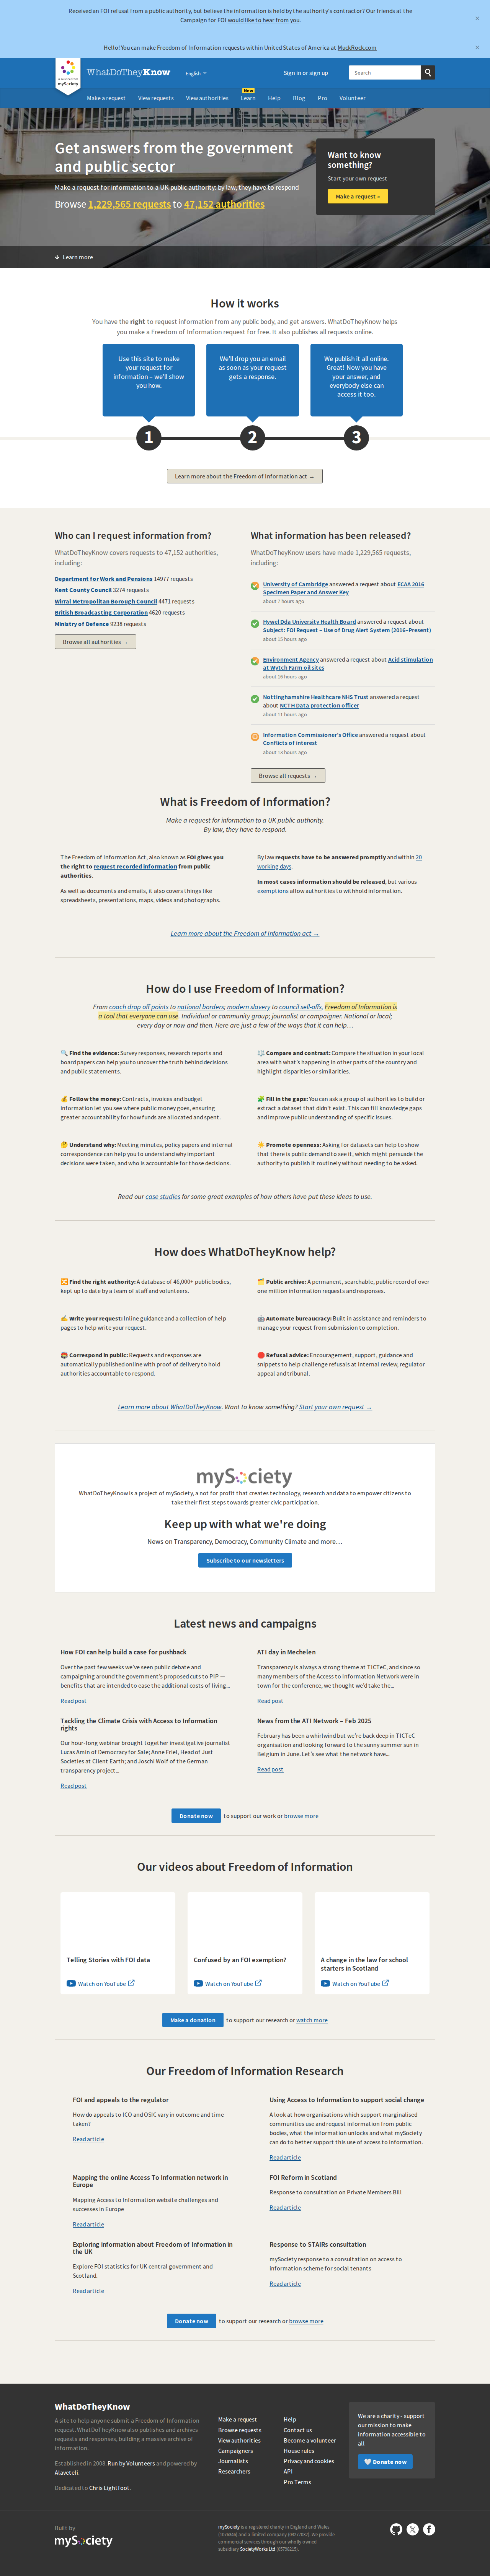 Received an FOI refusal from a public authority, but believe the information is held by the authority's contractor? Our friends at the
Campaign for FOI would like to hear from you.
×
Hello! You can make Freedom of Information requests within United States of America at MuckRock.com
×
mySociety
WhatDoTheyKnow
English
Sign in or sign up
Search
Make a request
View requests
View authorities
New
Learn
Help
Blog
Pro
Volunteer
Get answers from the government
and public sector
Make a request for information to a UK public authority: by law, they have to respond
Browse 1,229,565 requests to 47,152 authorities
Want to know
something?
Start your own request
Make a request »
Learn more
How it works
You have the right to request information from any public body, and get answers. WhatDoTheyKnow helps
you make a Freedom of Information request for free. It also publishes all requests online.
Use this site to make
your request for
information – we'll show
you how.
We'll drop you an email
as soon as your request
gets a response.
We publish it all online.
Great! Now you have
your answer, and
everybody else can
access it too.
1
2
3
Learn more about the Freedom of Information act →
Who can I request information from?
WhatDoTheyKnow covers requests to 47,152 authorities,
including:
Department for Work and Pensions 14977 requests
Kent County Council 3274 requests
Wirral Metropolitan Borough Council 4471 requests
British Broadcasting Corporation 4620 requests
Ministry of Defence 9238 requests
Browse all authorities →
What information has been released?
WhatDoTheyKnow users have made 1,229,565 requests,
including:
University of Cambridge answered a request about ECAA 2016
Specimen Paper and Answer Key
about 7 hours ago
Hywel Dda University Health Board answered a request about
Subject: FOI Request – Use of Drug Alert System (2016–Present)
about 15 hours ago
Environment Agency answered a request about Acid stimulation
at Wytch Farm oil sites
about 16 hours ago
Nottinghamshire Healthcare NHS Trust answered a request
about NCTH Data protection officer
about 11 hours ago
Information Commissioner's Office answered a request about
Conflicts of interest
about 13 hours ago
Browse all requests →
What is Freedom of Information?
Make a request for information to a UK public authority.
By law, they have to respond.
The Freedom of Information Act, also known as FOI gives you
the right to request recorded information from public
authorities.
As well as documents and emails, it also covers things like
spreadsheets, presentations, maps, videos and photographs.
By law requests have to be answered promptly and within 20
working days.
In most cases information should be released, but various
exemptions allow authorities to withhold information.
Learn more about the Freedom of Information act →
How do I use Freedom of Information?
From coach drop off points to national borders; modern slavery to council sell-offs, Freedom of Information is
a tool that everyone can use. Individual or community group; journalist or campaigner. National or local;
every day or now and then. Here are just a few of the ways that it can help…
🔍 Find the evidence: Survey responses, research reports and
board papers can help you to uncover the truth behind decisions
and public statements.
⚖️ Compare and contrast: Compare the situation in your local
area with what's happening in other parts of the country and
highlight disparities or similarities.
💰 Follow the money: Contracts, invoices and budget
information let you see where public money goes, ensuring
greater accountability for how funds are allocated and spent.
🧩 Fill in the gaps: You can ask a group of authorities to build or
extract a dataset that didn't exist. This can fill knowledge gaps
and improve public understanding of specific issues.
🤔 Understand why: Meeting minutes, policy papers and internal
correspondence can help you to understand why important
decisions were taken, and who is accountable for those decisions.
☀️ Promote openness: Asking for datasets can help to show
that there is public demand to see it, which might persuade the
authority to publish it routinely without needing to be asked.
Read our case studies for some great examples of how others have put these ideas to use.
How does WhatDoTheyKnow help?
🔀 Find the right authority: A database of 46,000+ public bodies,
kept up to date by a team of staff and volunteers.
🗂️ Public archive: A permanent, searchable, public record of over
one million information requests and responses.
✍️ Write your request: Inline guidance and a collection of help
pages to help write your request.
🤖 Automate bureaucracy: Built in assistance and reminders to
manage your request from submission to completion.
📮 Correspond in public: Requests and responses are
automatically published online with proof of delivery to hold
authorities accountable to respond.
🛑 Refusal advice: Encouragement, support, guidance and
snippets to help challenge refusals at internal review, regulator
appeal and tribunal.
Learn more about WhatDoTheyKnow. Want to know something? Start your own request →
mySociety
WhatDoTheyKnow is a project of mySociety, a not for profit that creates technology, research and data to empower citizens to
take their first steps towards greater civic participation.
Keep up with what we're doing
News on Transparency, Democracy, Community Climate and more…
Subscribe to our newsletters
Latest news and campaigns
How FOI can help build a case for pushback
Over the past few weeks we've seen public debate and
campaigning around the government's proposed cuts to PIP —
benefits that are intended to ease the additional costs of living...
Read post
ATI day in Mechelen
Transparency is always a strong theme at TICTeC, and since so
many members of the Access to Information Network were in
town for the conference, we thought we'd take the...
Read post
Tackling the Climate Crisis with Access to Information
rights
Our hour-long webinar brought together investigative journalist
Lucas Amin of Democracy for Sale; Anne Friel, Head of Just
Societies at Client Earth; and Joschi Wolf of the German
transparency project...
Read post
News from the ATI Network – Feb 2025
February has been a whirlwind but we're back deep in TICTeC
organisation and looking forward to the sunny summer sun in
Belgium in June. Let's see what the network have...
Read post
Donate now to support our work or browse more
Our videos about Freedom of Information
Telling Stories with FOI data
Watch on YouTube
Confused by an FOI exemption?
Watch on YouTube
A change in the law for school
starters in Scotland
Watch on YouTube
Make a donation to support our research or watch more
Our Freedom of Information Research
FOI and appeals to the regulator
How do appeals to ICO and OSIC vary in outcome and time
taken?
Read article
Using Access to Information to support social change
A look at how organisations which support marginalised
communities use and request information from public
bodies, what the information unlocks and what mySociety
can do to better support this use of access to information.
Read article
Mapping the online Access To Information network in
Europe
Mapping Access to Information website challenges and
successes in Europe
Read article
FOI Reform in Scotland
Response to consultation on Private Members Bill
Read article
Exploring information about Freedom of Information in
the UK
Explore FOI statistics for UK central government and
Scotland.
Read article
Response to STAIRs consultation
mySociety response to a consultation on access to
information scheme for social tenants
Read article
Donate now to support our research or browse more
WhatDoTheyKnow
A site to help anyone submit a Freedom of Information
request. WhatDoTheyKnow also publishes and archives
requests and responses, building a massive archive of
information.
Established in 2008. Run by Volunteers and powered by
Alaveteli.
Dedicated to Chris Lightfoot.
Make a request
Browse requests
View authorities
Campaigners
Journalists
Researchers
Help
Contact us
Become a volunteer
House rules
Privacy and cookies
API
Pro Terms
We are a charity - support
our mission to make
information accessible to
all
🤍 Donate now
Built by
mySociety
mySociety is a registered charity in England and Wales
(1076346) and a limited company (03277032). We provide
commercial services through our wholly owned
subsidiary SocietyWorks Ltd (05798215).